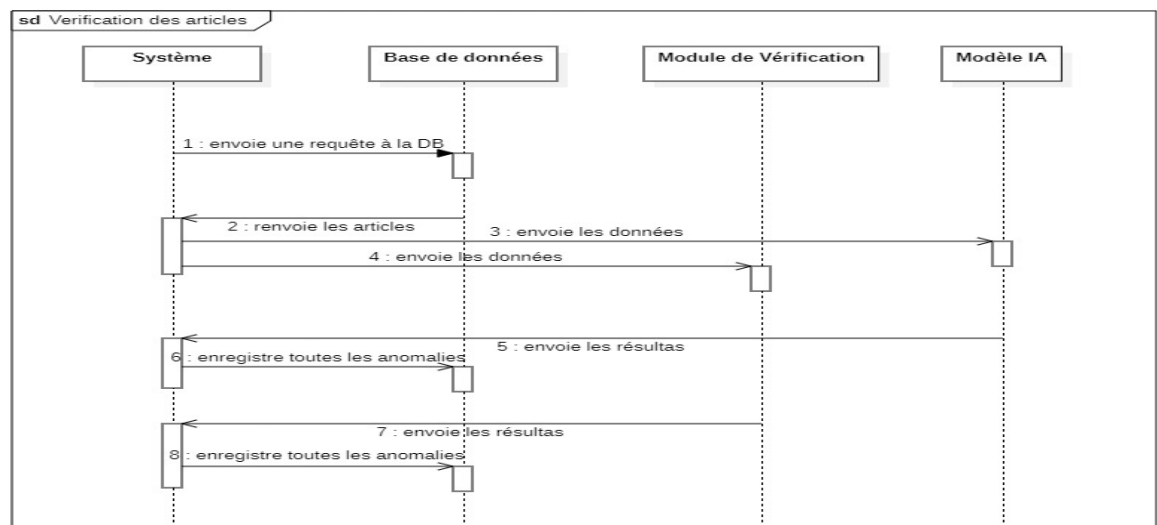 sd Verification des articles
Système
Base de données
Module de Vérification
Modèle IA
1 : envoie une requête à la DB
2 : renvoie les articles
3 : envoie les données
4 : envoie les données
5 : envoie les résultas
6 : enregistre toutes les anomalies
7 : envoie les résultas
8 : enregistre toutes les anomalies